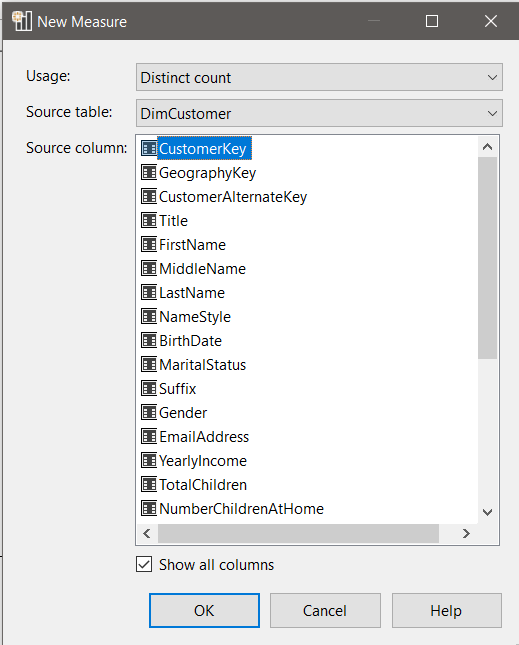 New Measure
Usage: Distinct count
Source table: DimCustomer
Source column: CustomerKey
GeographyKey
CustomerAlternateKey
Title
FirstName
MiddleName
LastName
NameStyle
BirthDate
MaritalStatus
Suffix
Gender
EmailAddress
YearlyIncome
TotalChildren
NumberChildrenAtHome
Show all columns
OK Cancel Help